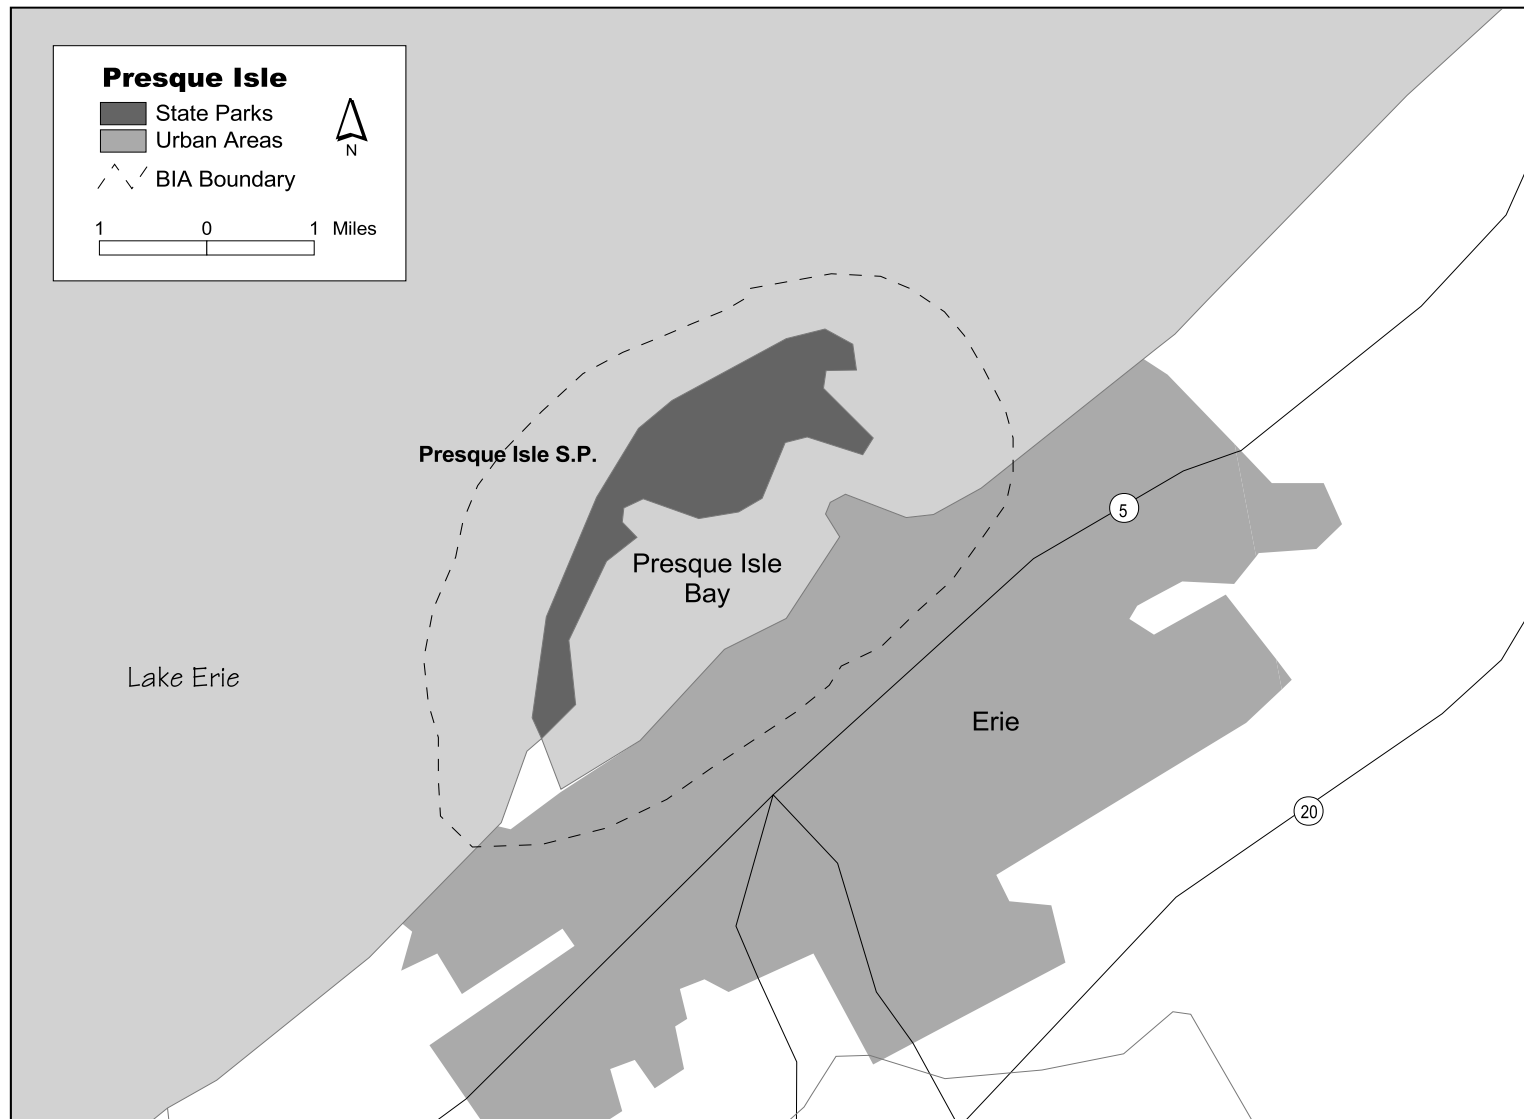 Presque Isle
State Parks
Urban Areas
N
BIA Boundary
1 0 1 Miles
Presque Isle S.P.
5
Presque Isle
Bay
Lake Erie
Erie
20